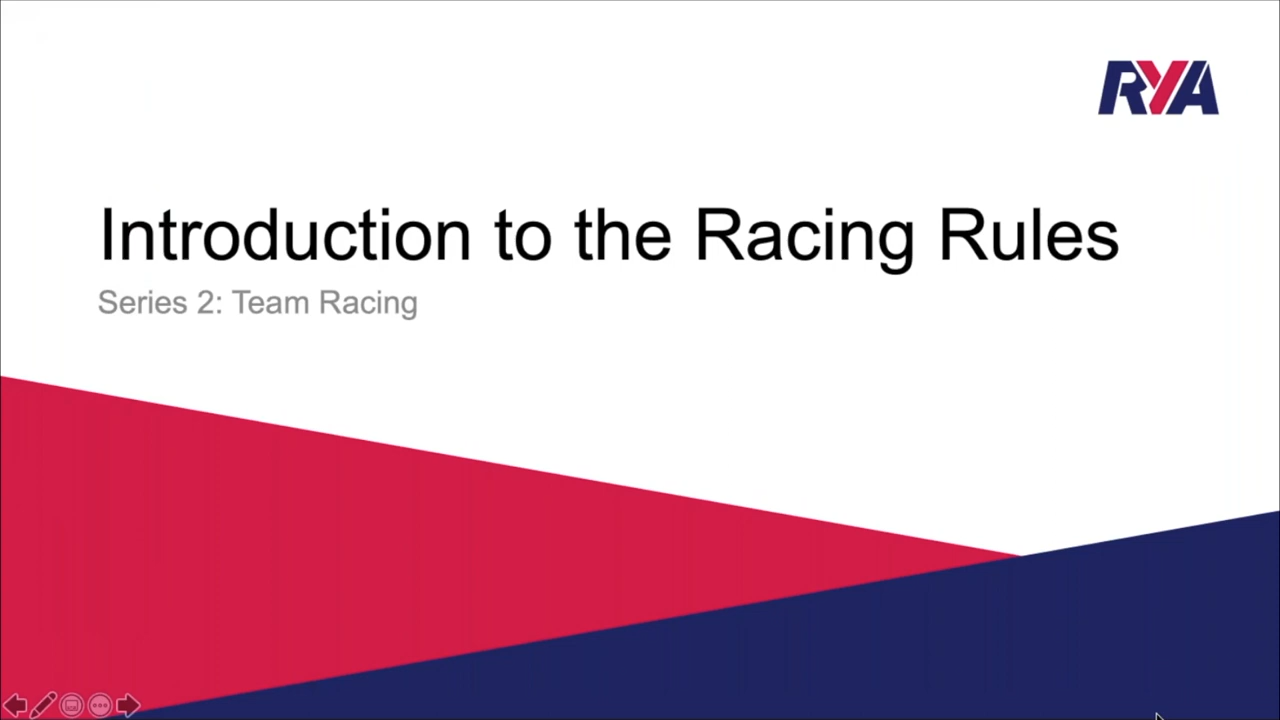 RYA
Introduction to the Racing Rules
Series 2: Team Racing